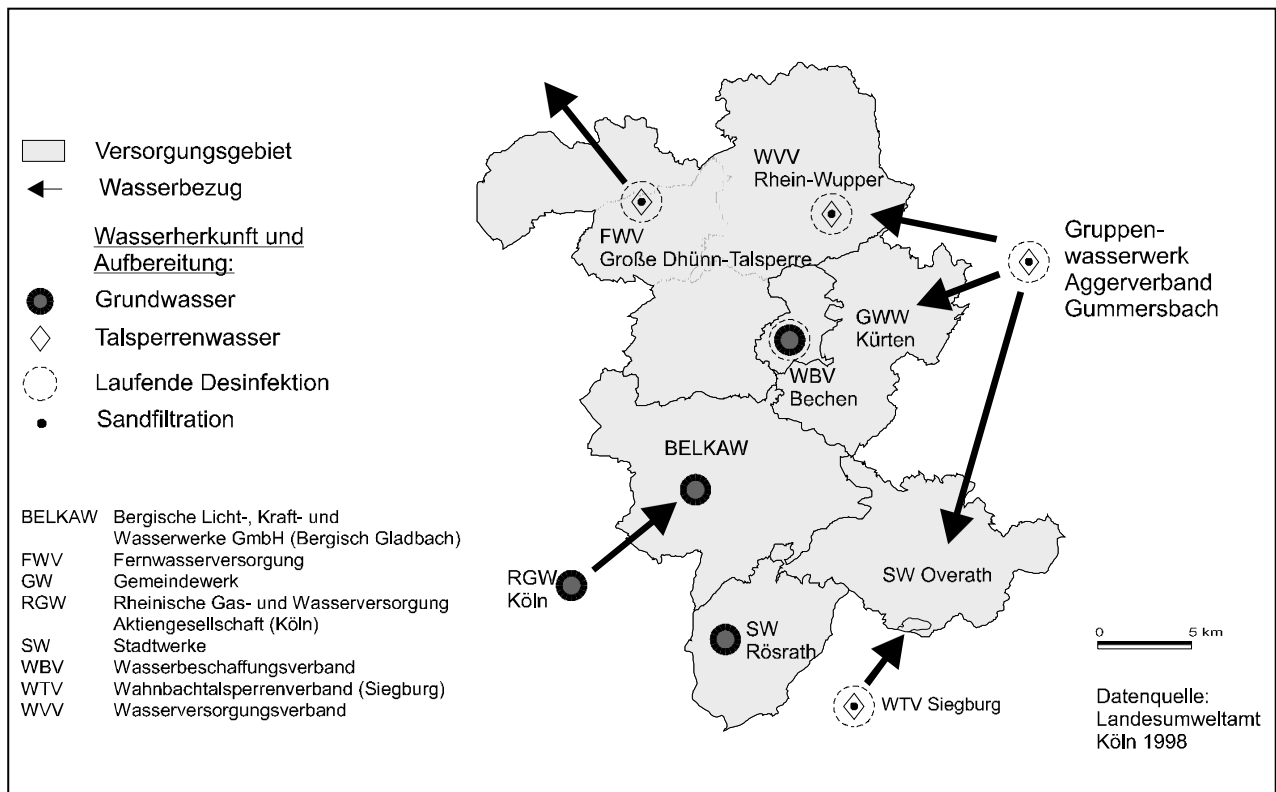 Versorgungsgebiet
Wasserbezug
Wasserherkunft und
Aufbereitung:
Grundwasser
Talsperrenwasser
Laufende Desinfektion
Sandfiltration
BELKAW Bergische Licht-, Kraft- und
Wasserwerke GmbH (Bergisch Gladbach)
FWV Fernwasserversorgung
GW Gemeindewerk
RGW Rheinische Gas- und Wasserversorgung
Aktiengesellschaft (Köln)
SW Stadtwerke
WBV Wasserbeschaffungsverband
WTV Wahnbachtalsperrenverband (Siegburg)
WVV Wasserversorgungsverband
WVV
Rhein-Wupper
FWV
Große Dhünn-Talsperre
Gruppen-
wasserwerk
Aggerverband
Gummersbach
GWW
Kürten
WBV
Bechen
BELKAW
RGW
Köln
SW Overath
SW
Rösrath
WTV Siegburg
0 5 km
Datenquelle:
Landesumweltamt
Köln 1998